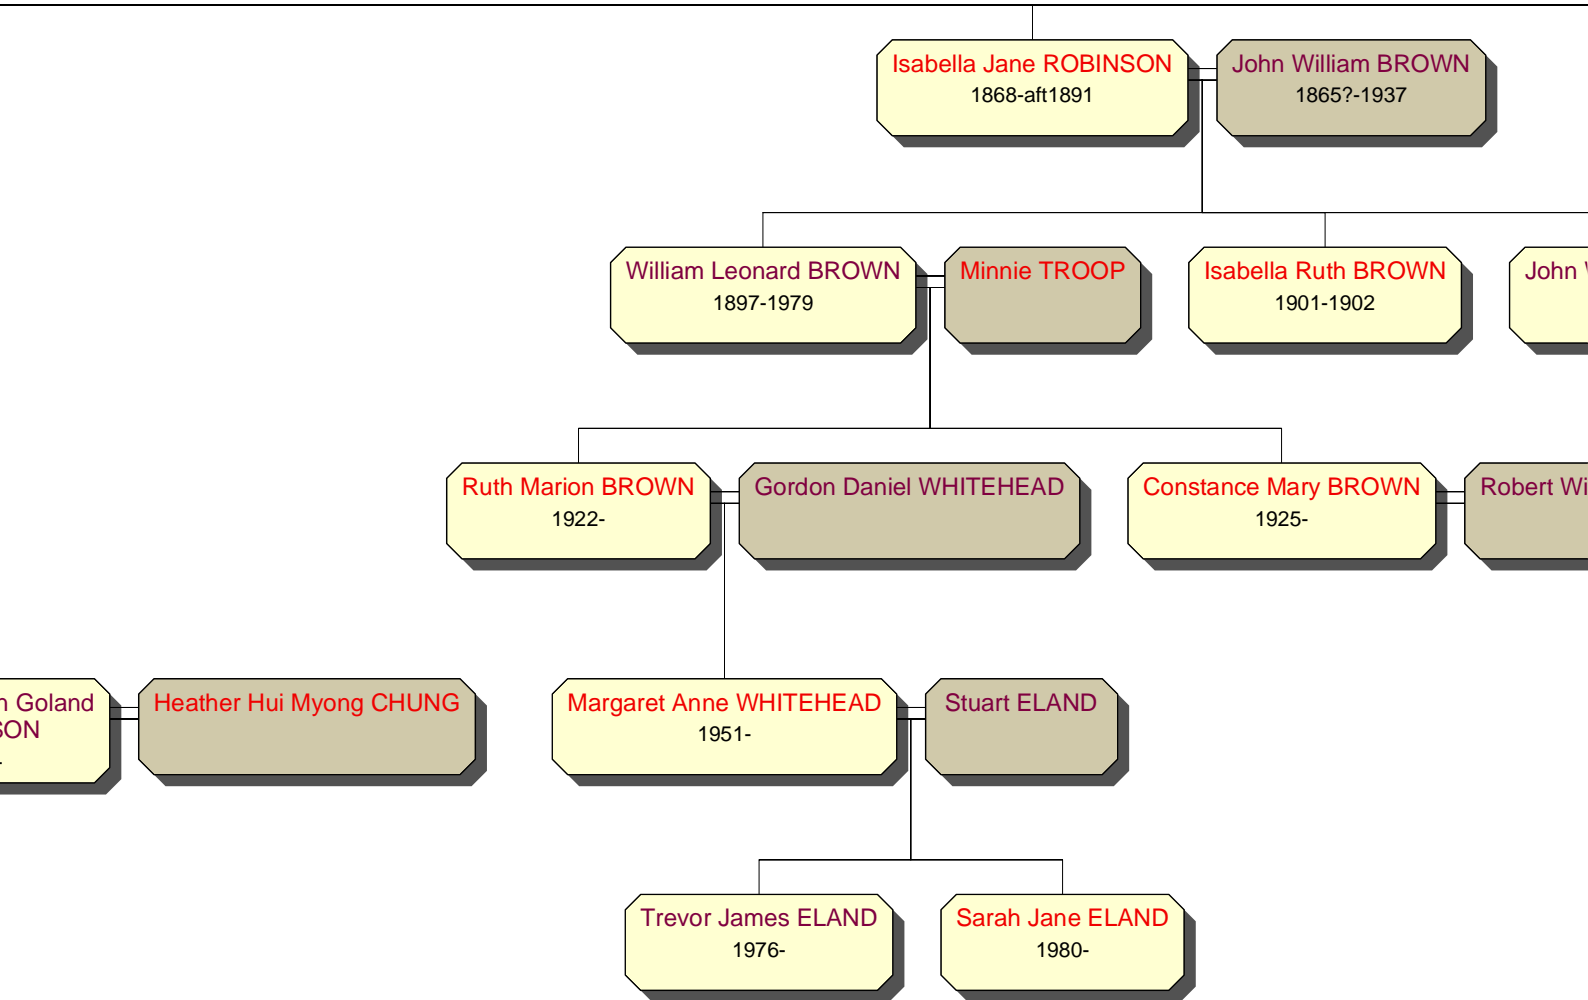 Isabella Jane ROBINSON
1868-aft1891
John William BROWN
1865?-1937
William Leonard BROWN
1897-1979
Minnie TROOP
Isabella Ruth BROWN
1901-1902
John
Ruth Marion BROWN
1922-
Gordon Daniel WHITEHEAD
Constance Mary BROWN
1925-
Robert Wi
Goland
SON
Heather Hui Myong CHUNG
Margaret Anne WHITEHEAD
1951-
Stuart ELAND
Trevor James ELAND
1976-
Sarah Jane ELAND
1980-